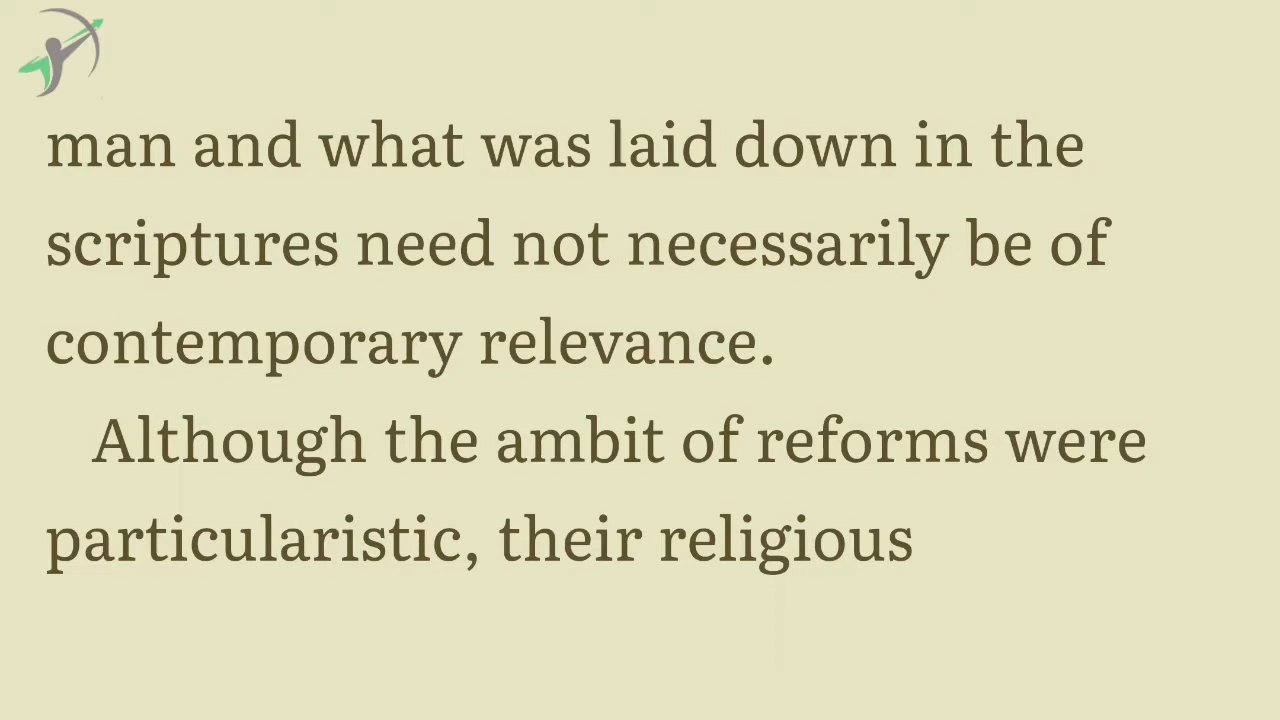 man and what was laid down in the
scriptures need not necessarily be of
contemporary relevance.
Although the ambit of reforms were
particularistic, their religious